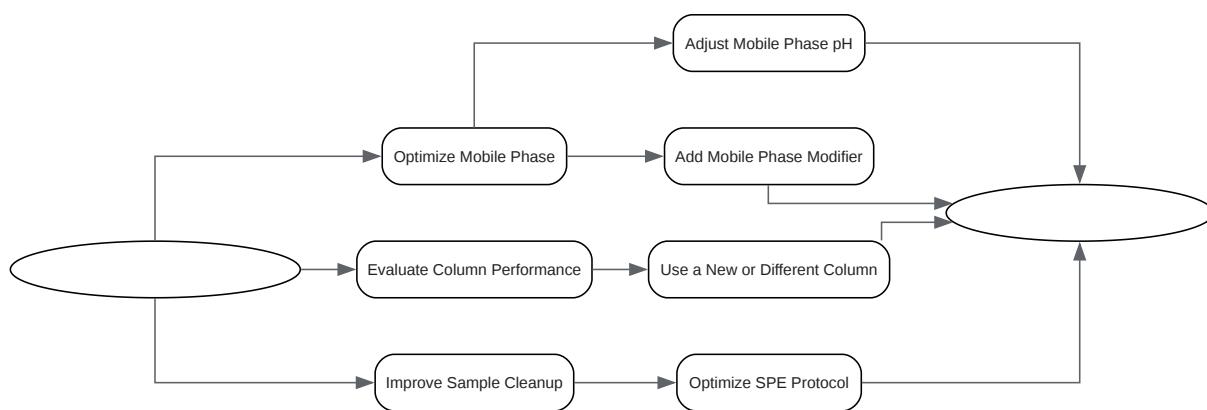 Adjust Mobile Phase pH
Optimize Mobile Phase
Add Mobile Phase Modifier
Evaluate Column Performance
Use a New or Different Column
Improve Sample Cleanup
Optimize SPE Protocol